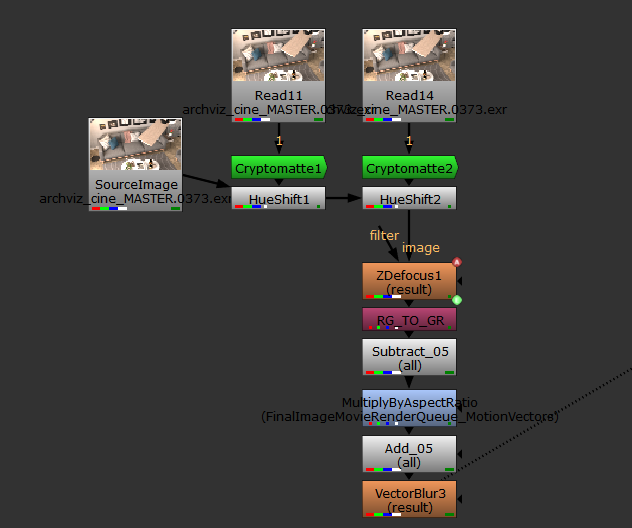 Read11
archviz_cine_MASTER.0373.exr
Read14
archviz_cine_MASTER.0373.exr
1
1
Cryptomatte1
Cryptomatte2
SourceImage
archviz_cine_MASTER.0373.exr
HueShift1
HueShift2
filter
image
ZDefocus1
(result)
RG_TO_GR
Subtract_05
(all)
MultiplyByAspectRatio
(FinalImageMovieRenderQueue_MotionVectors)
Add_05
(all)
VectorBlur3
(result)